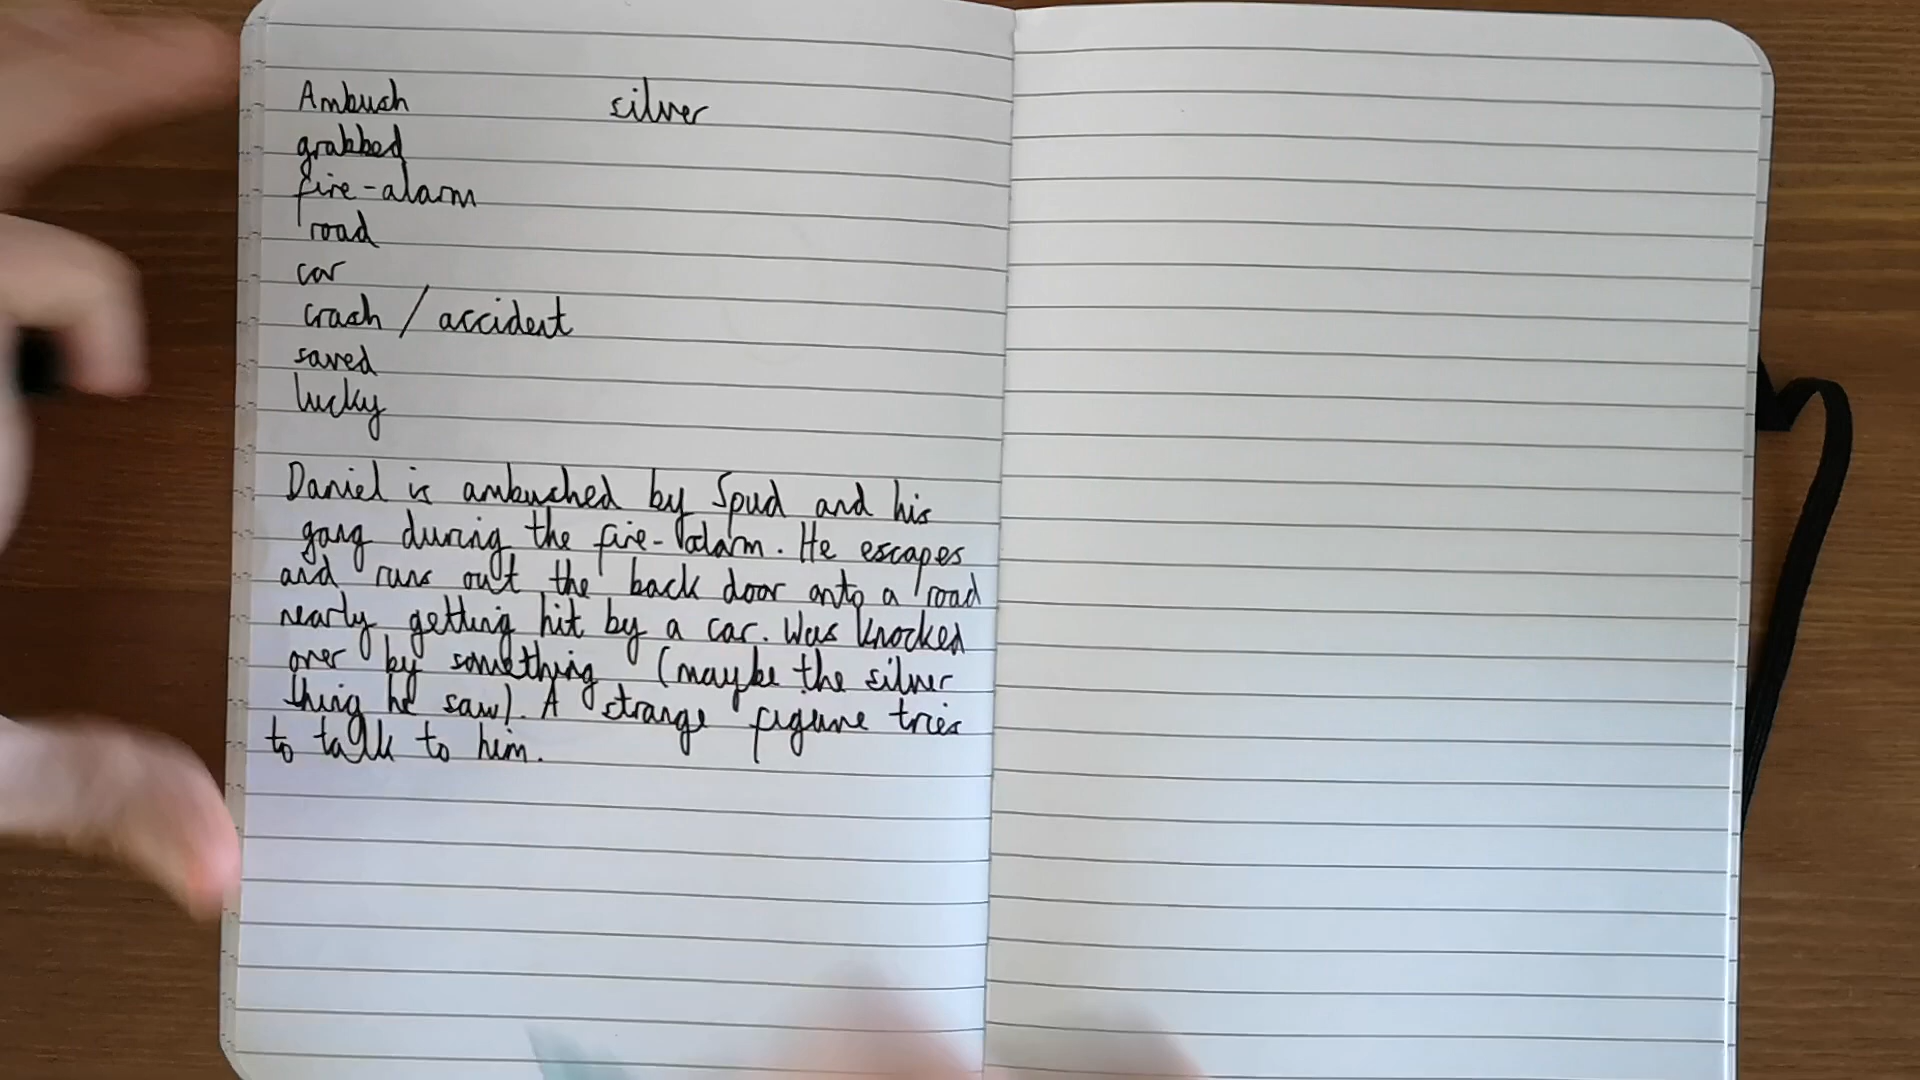 Ambush silver
grabbed
fire-alarm
road
car
crash / accident
saved
lucky
Daniel is ambushed by Spud and his
gang during the fire-alarm. He escapes
and runs out the back door onto a road
nearly getting hit by a car. Was knocked
over by something (maybe the silver
thing he saw). A strange figure tries
to talk to him.